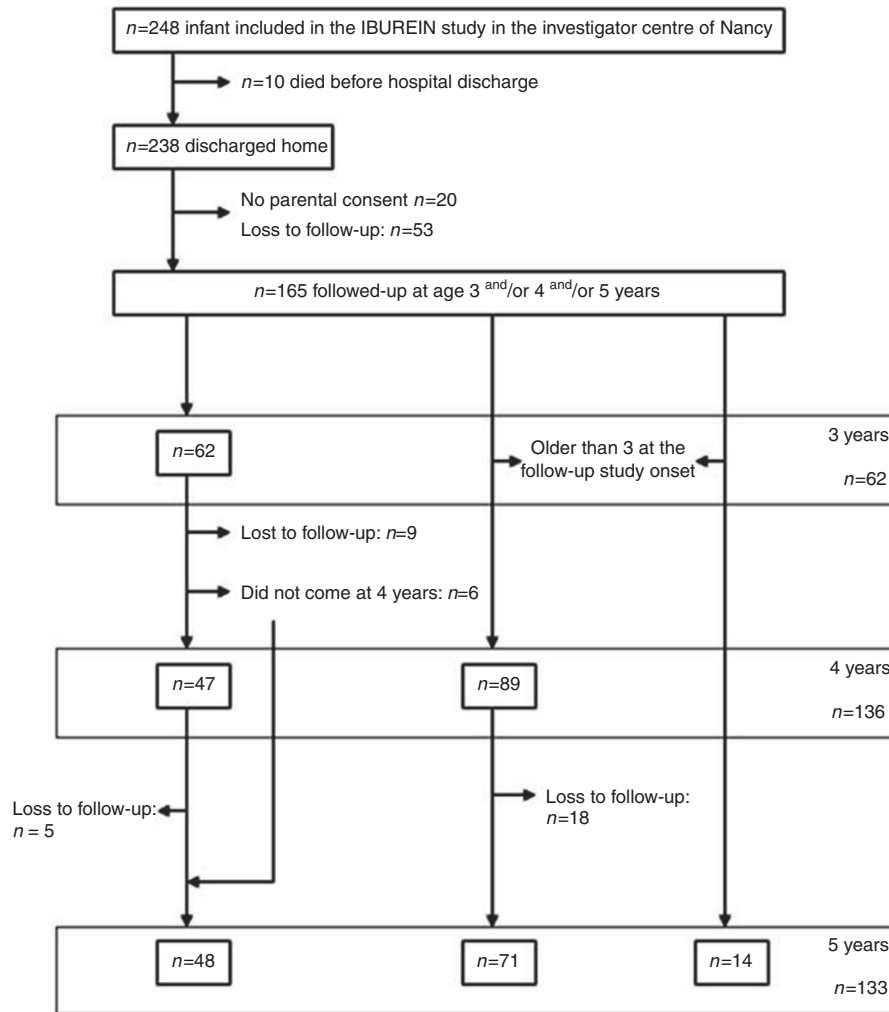 n=248 infant included in the IBUREIN study in the investigator centre of Nancy
n=10 died before hospital discharge
n=238 discharged home
No parental consent n=20
Loss to follow-up: n=53
n=165 followed-up at age 3 and/or 4 and/or 5 years
3 years
n=62
Older than 3 at the
follow-up study onset
n=62
Lost to follow-up: n=9
Did not come at 4 years: n=6
4 years
n=47
n=89
n=136
Loss to follow-up:
n = 5
Loss to follow-up:
n=18
5 years
n=48
n=71
n=14
n=133